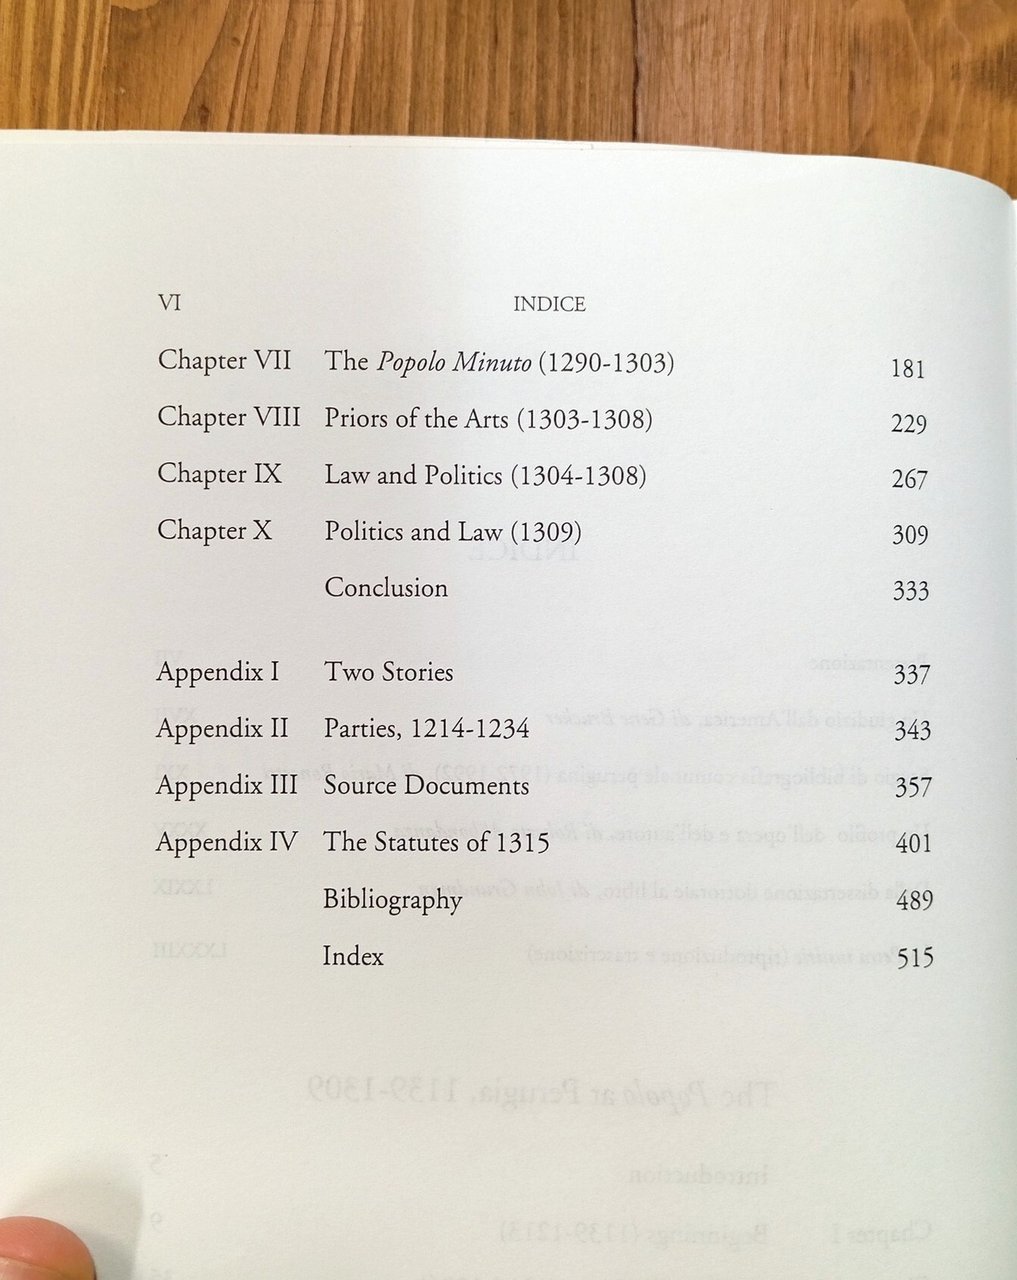 VI INDICE
Chapter VII The Popolo Minuto (1290-1303) 181
Chapter VIII Priors of the Arts (1303-1308) 229
Chapter IX Law and Politics (1304-1308) 267
Chapter X Politics and Law (1309) 309
Conclusion 333
Appendix I Two Stories 337
Appendix II Parties, 1214-1234 343
Appendix III Source Documents 357
Appendix IV The Statutes of 1315 401
Bibliography 489
Index 515